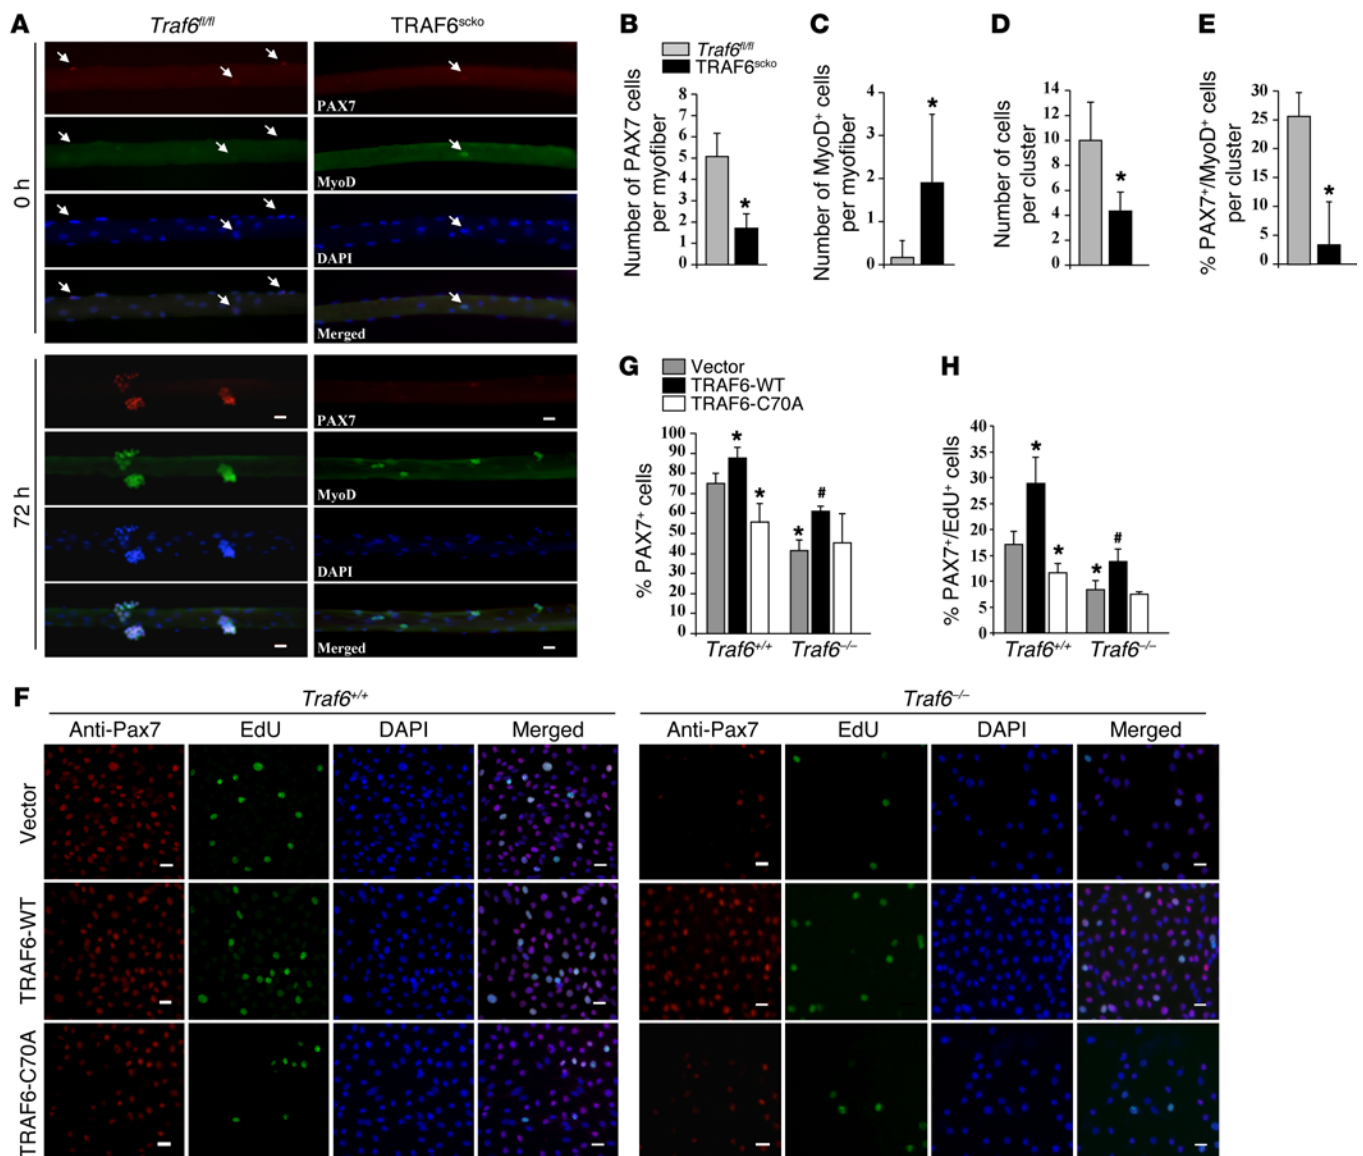 A
Traf6fl/fl
TRAF6scko
0 h
PAX7
MyoD
DAPI
Merged
72 h
PAX7
MyoD
DAPI
Merged
B
Traf6fl/fl
TRAF6scko
Number of PAX7 cells
per myofiber
8
7
6
5
4
3
2
1
0
*
C
Number of MyoD+ cells
per myofiber
4
3
2
1
0
*
D
Number of cells
per cluster
14
12
10
8
6
4
2
0
*
E
% PAX7+/MyoD+ cells
per cluster
30
25
20
15
10
5
0
*
G
Vector
TRAF6-WT
TRAF6-C70A
% PAX7+ cells
100
90
80
70
60
50
40
30
20
10
0
*
*
*
#
Traf6+/+
Traf6–/–
H
% PAX7+/EdU+ cells
40
35
30
25
20
15
10
5
0
*
*
*
#
Traf6+/+
Traf6–/–
F
Traf6+/+
Traf6–/–
Anti-Pax7 EdU DAPI Merged
Anti-Pax7 EdU DAPI Merged
Vector
TRAF6-WT
TRAF6-C70A